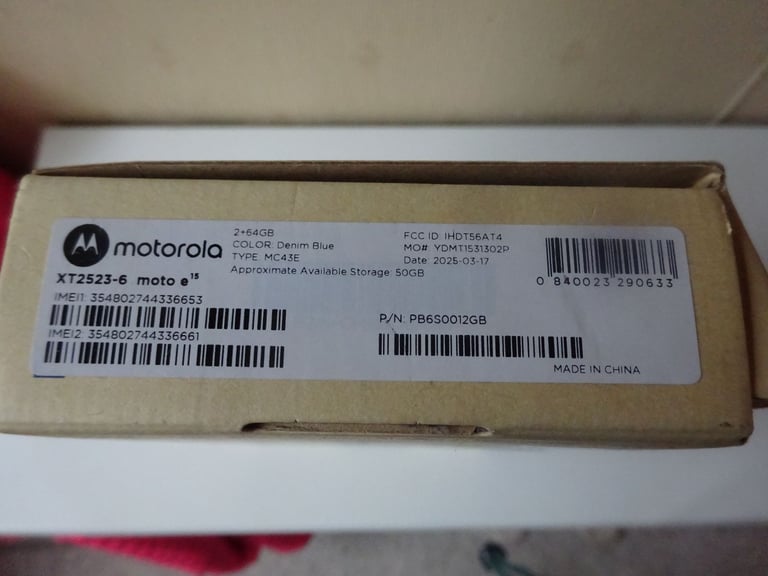 motorola
XT2523-6 moto e15
IMEI1: 354802744336653
IMEI2: 354802744336661
2+64GB
COLOR: Denim Blue
TYPE: MC43E
Approximate Available Storage: 50GB
FCC ID: IHDT56AT4
MO#: YDMT1531302P
Date: 2025-03-17
P/N: PB6S0012GB
0 840023 290633
MADE IN CHINA